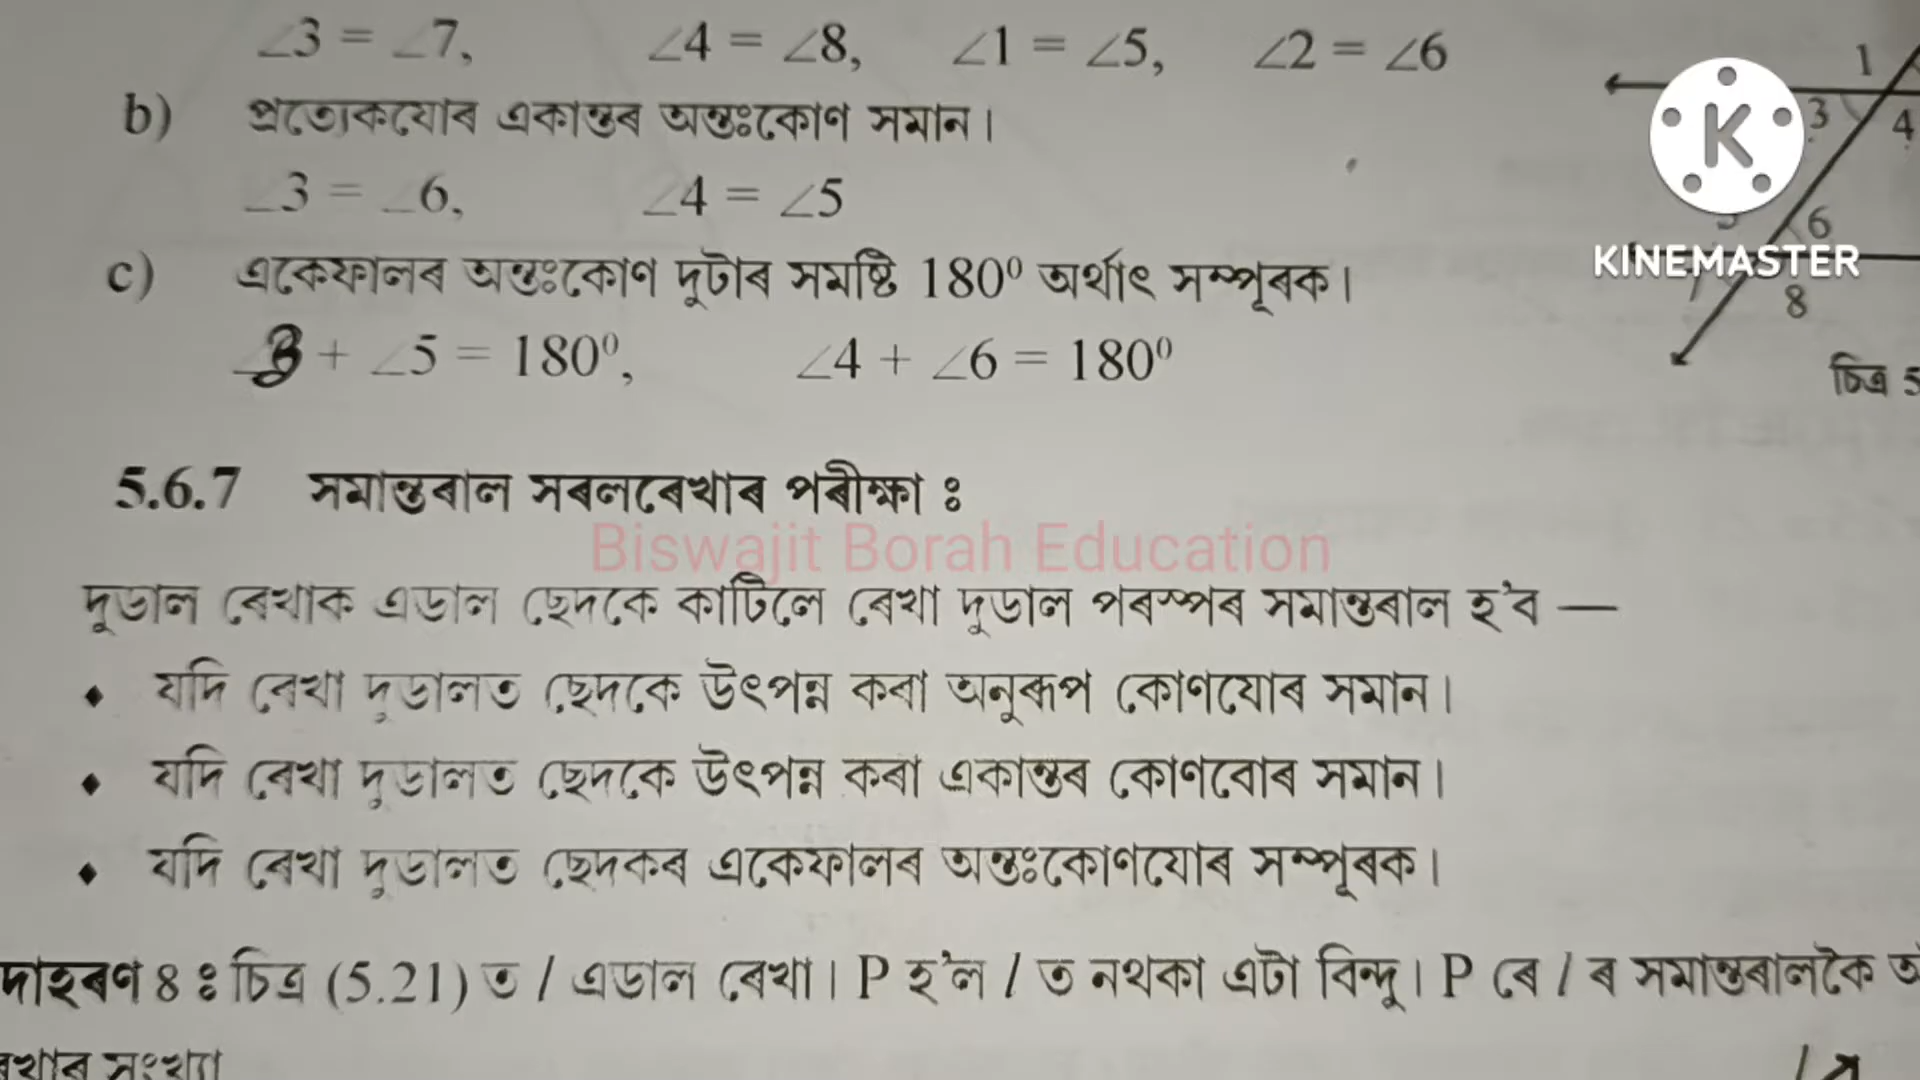 ∠3 = ∠7, ∠4 = ∠8, ∠1 = ∠5, ∠2 = ∠6
b) প্ৰত্যেকযোৰ একান্তৰ অন্তঃকোণ সমান।
∠3 = ∠6, ∠4 = ∠5
c) একেফালৰ অন্তঃকোণ দুটাৰ সমষ্টি 180⁰ অৰ্থাৎ সম্পূৰক।
∠3 + ∠5 = 180⁰, ∠4 + ∠6 = 180⁰
1
3 4
K
6
KINEMASTER
8
চিত্ৰ 5
5.6.7 সমান্তৰাল সৰলৰেখাৰ পৰীক্ষা ঃ
Biswajit Borah Education
দুডাল ৰেখাক এডাল ছেদকে কাটিলে ৰেখা দুডাল পৰস্পৰ সমান্তৰাল হ'ব —
♦ যদি ৰেখা দুডালত ছেদকে উৎপন্ন কৰা অনুৰূপ কোণযোৰ সমান।
♦ যদি ৰেখা দুডালত ছেদকে উৎপন্ন কৰা একান্তৰ কোণবোৰ সমান।
♦ যদি ৰেখা দুডালত ছেদকৰ একেফালৰ অন্তঃকোণযোৰ সম্পূৰক।
দাহৰণ 8 ঃ চিত্ৰ (5.21) ত l এডাল ৰেখা। P হ'ল l ত নথকা এটা বিন্দু। P ৰে l ৰ সমান্তৰালকৈ
ৰেখাৰ সংখ্যা